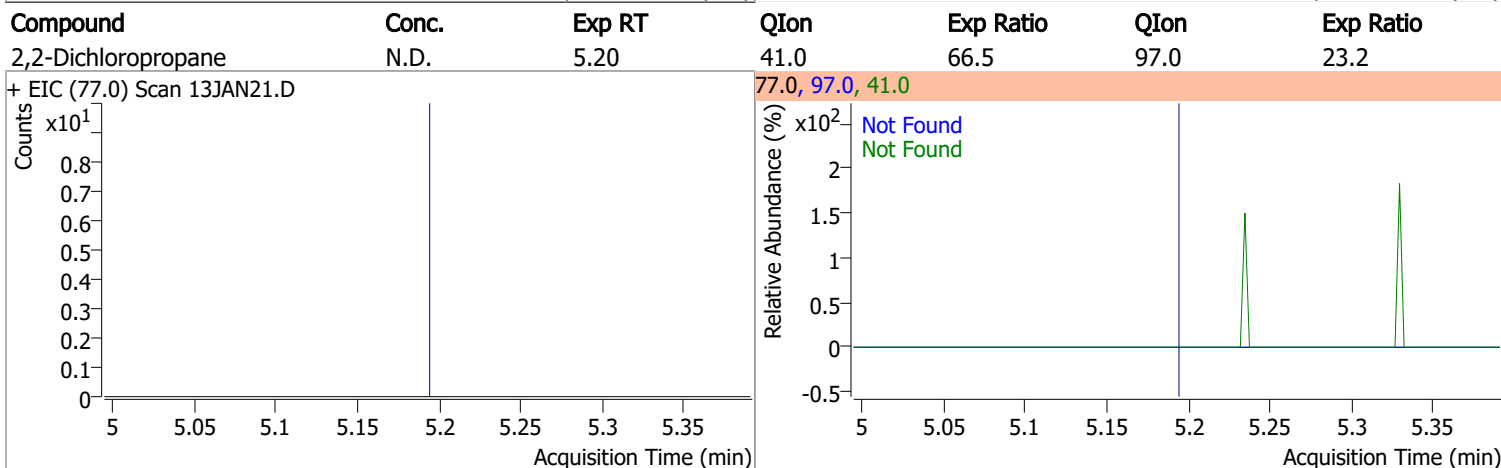 Compound Conc. Exp RT QIon Exp Ratio QIon Exp Ratio
2,2-Dichloropropane N.D. 5.20 41.0 66.5 97.0 23.2
+ EIC (77.0) Scan 13JAN21.D
Counts
x10¹
0.8
0.7
0.6
0.5
0.4
0.3
0.2
0.1
0
5 5.05 5.1 5.15 5.2 5.25 5.3 5.35
Acquisition Time (min)
77.0, 97.0, 41.0
Relative Abundance (%)
x10²
Not Found
Not Found
2
1.5
1
0.5
0
-0.5
5 5.05 5.1 5.15 5.2 5.25 5.3 5.35
Acquisition Time (min)